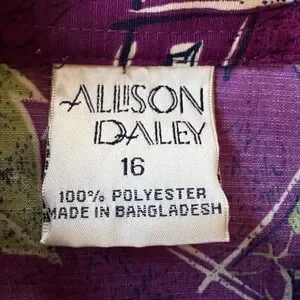 ALLISON
DALEY
16
100% POLYESTER
MADE IN BANGLADESH